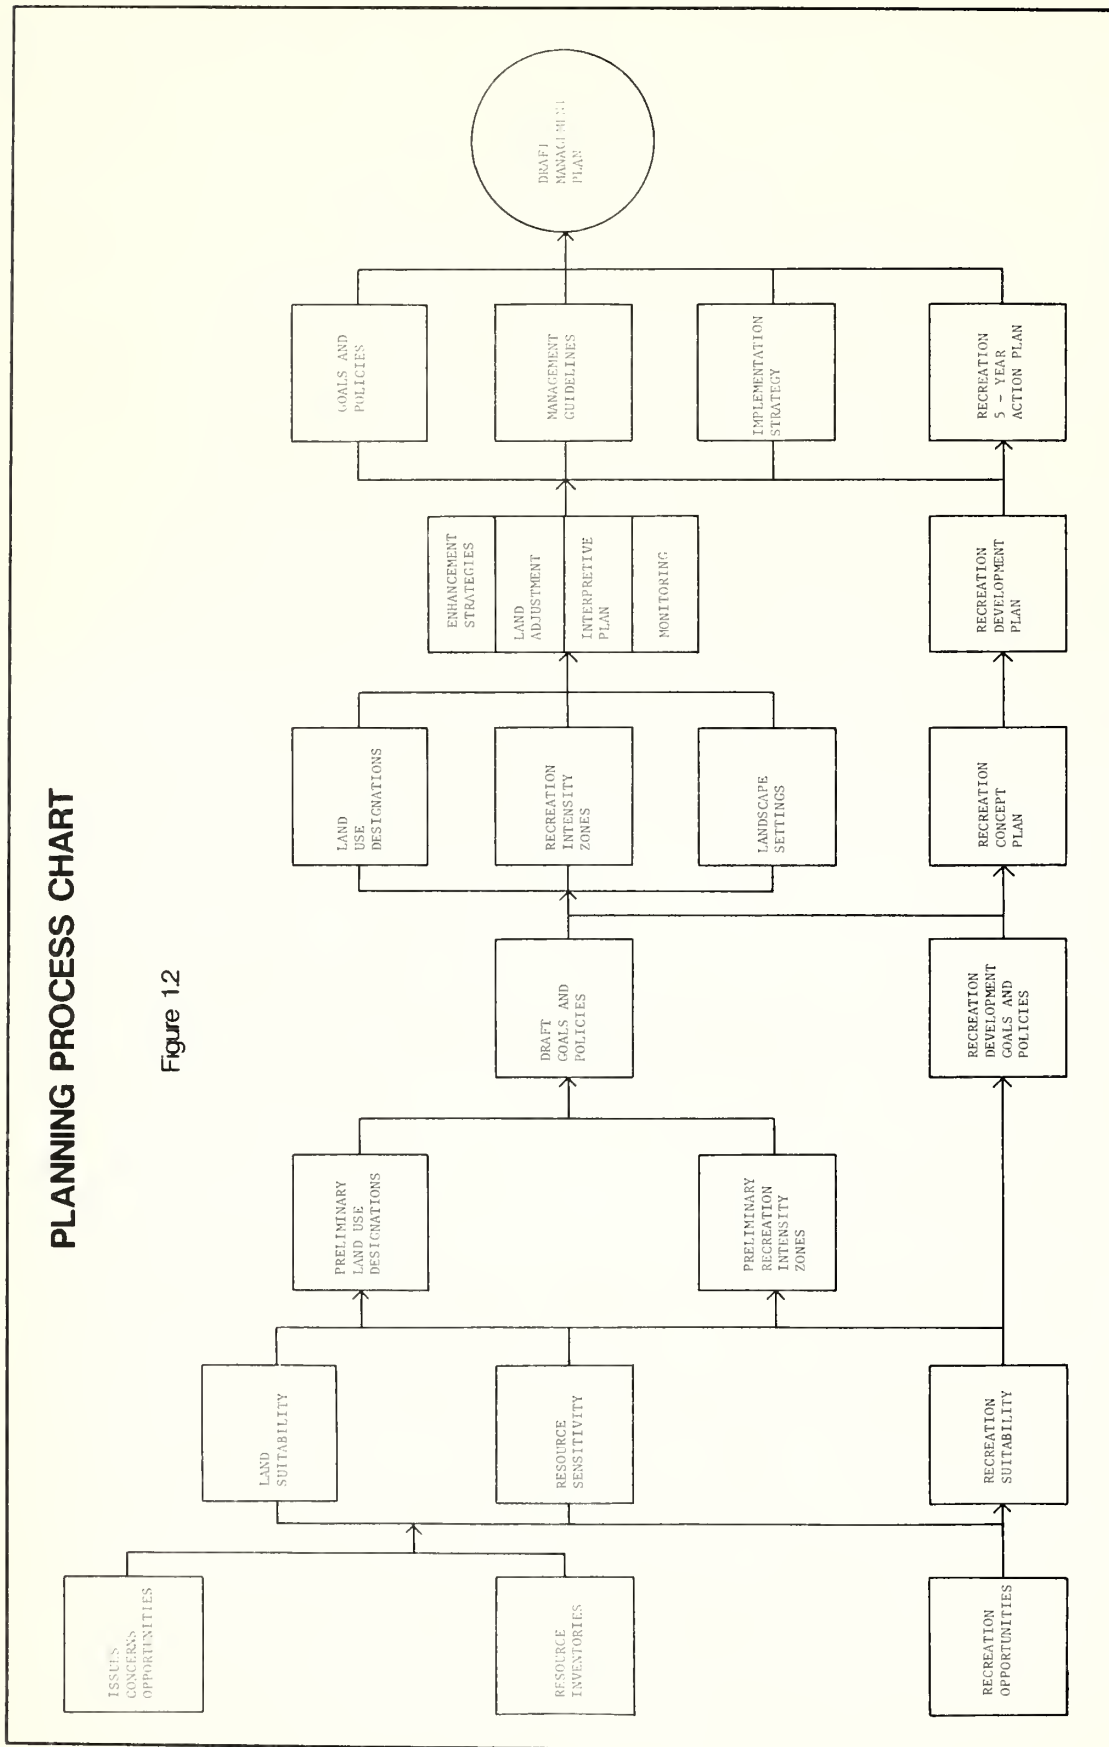 PLANNING PROCESS CHART
Figure 1.2
ISSUES
CONCERNS
OPPORTUNITIES
RESOURCE
INVENTORIES
RECREATION
OPPORTUNITIES
LAND
SUITABILITY
RESOURCE
SENSITIVITY
RECREATION
SUITABILITY
PRELIMINARY
LAND USE
DESIGNATIONS
PRELIMINARY
RECREATION
INTENSITY
ZONES
DRAFT
GOALS AND
POLICIES
RECREATION
DEVELOPMENT
GOALS AND
POLICIES
LAND
USE
DESIGNATIONS
RECREATION
INTENSITY
ZONES
LANDSCAPE
SETTINGS
RECREATION
CONCEPT
PLAN
ENHANCEMENT
STRATEGIES
LAND
ADJUSTMENT
INTERPRETIVE
PLAN
MONITORING
RECREATION
DEVELOPMENT
PLAN
GOALS AND
POLICIES
MANAGEMENT
GUIDELINES
IMPLEMENTATION
STRATEGY
RECREATION
5 - YEAR
ACTION PLAN
DRAFT
MANAGEMENT
PLAN